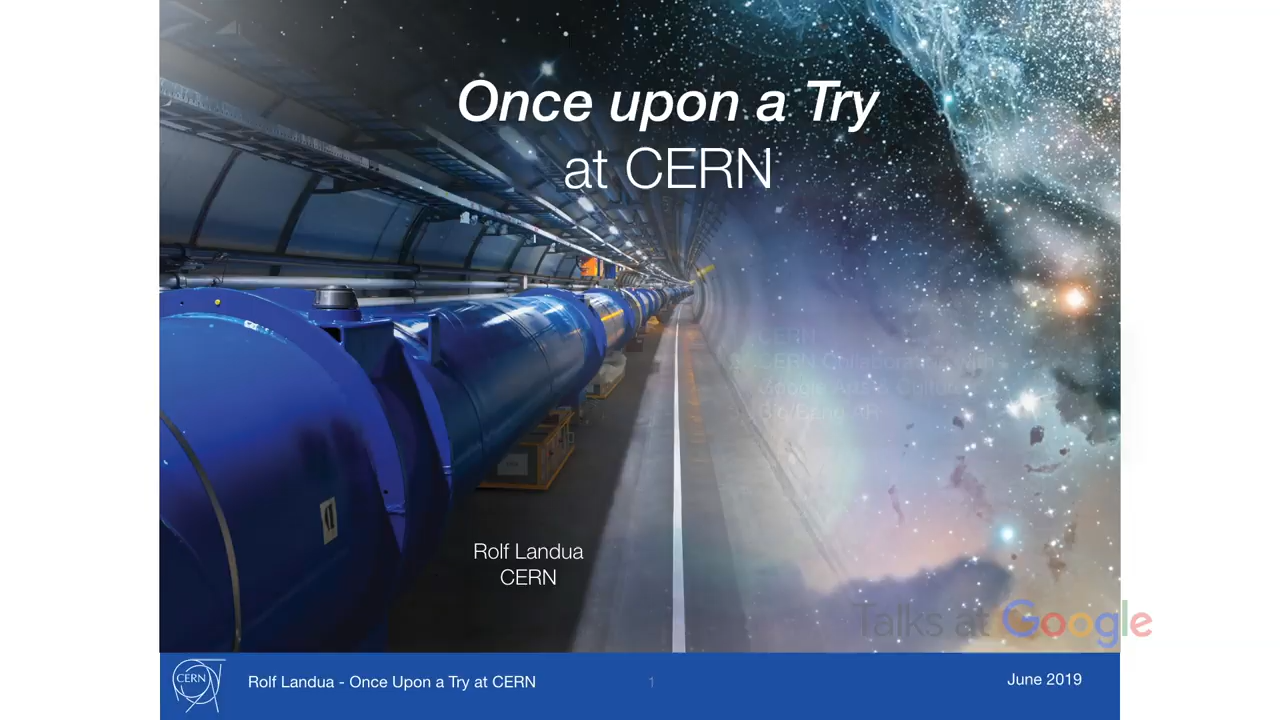 Once upon a Try
at CERN
CERN
Rolf Landua
CERN
Talks at Google
CERN
Rolf Landua - Once Upon a Try at CERN
1
June 2019